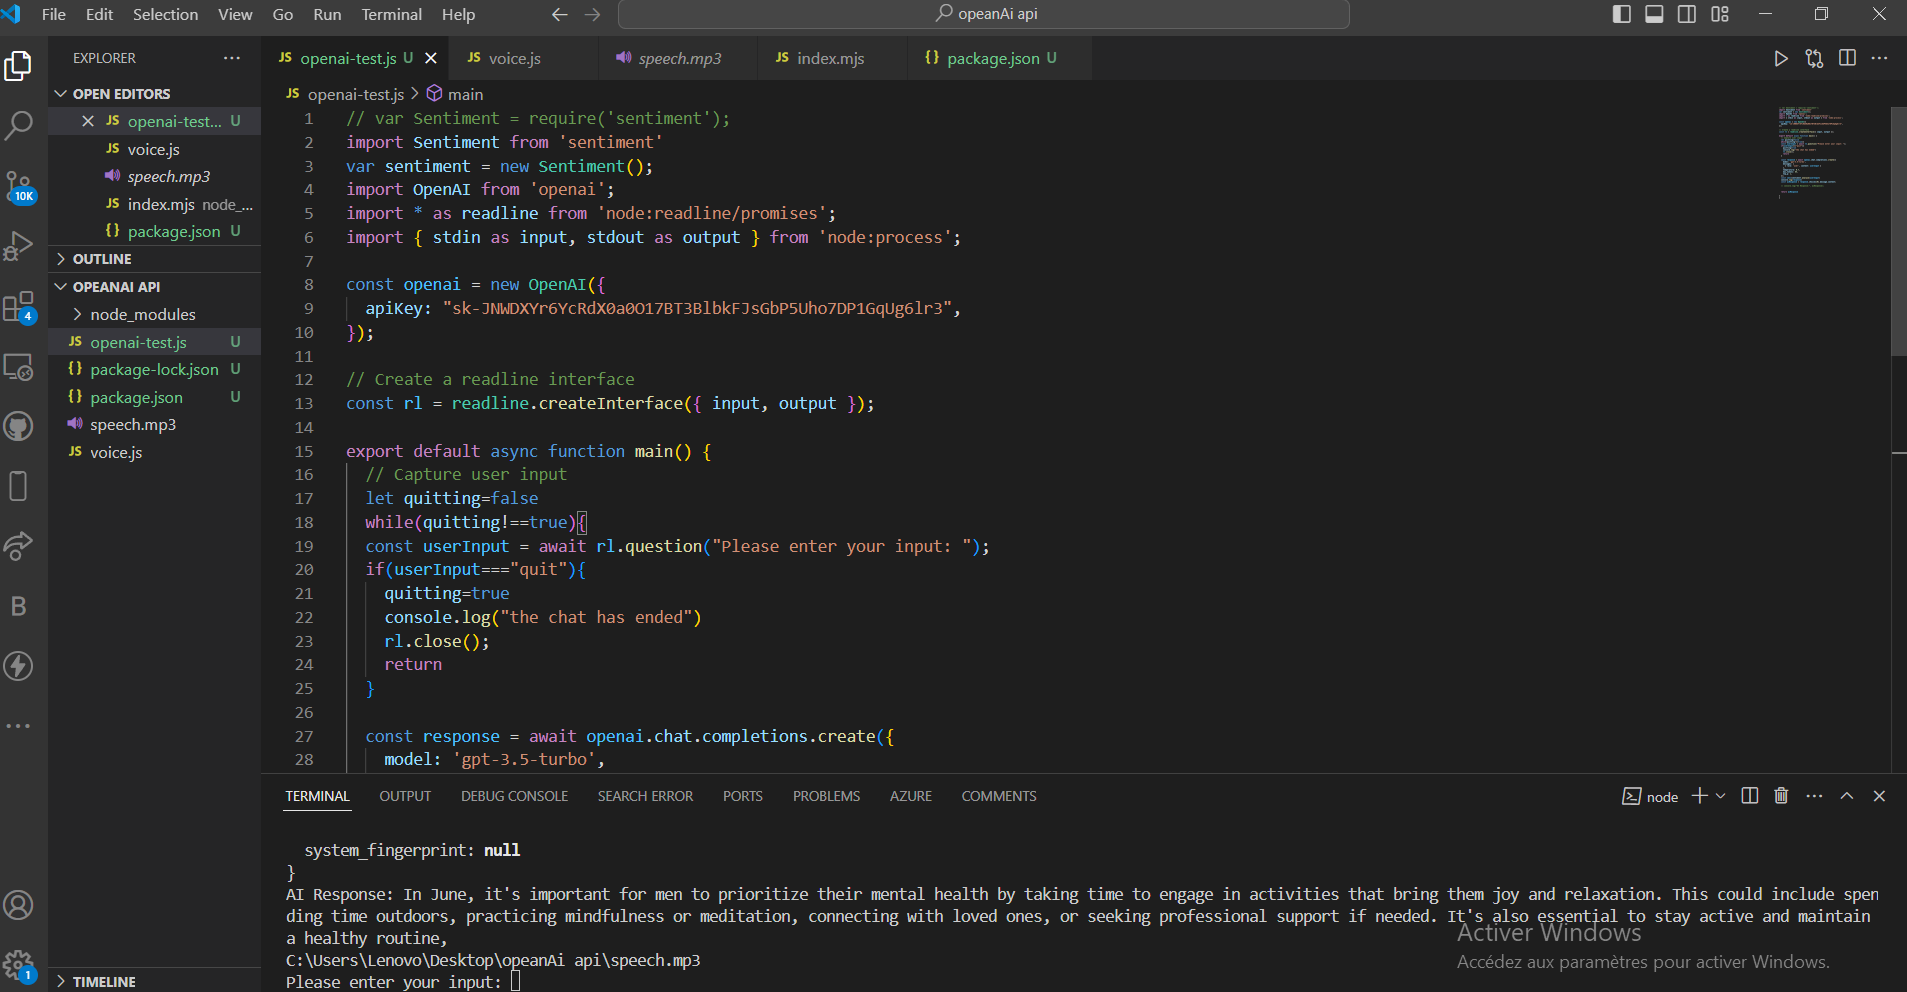 File Edit Selection View Go Run Terminal Help
opeanAi api
EXPLORER
OPEN EDITORS
JS openai-test... U
JS voice.js
speech.mp3
JS index.mjs node_...
{} package.json U
OUTLINE
OPEANAI API
node_modules
JS openai-test.js U
{} package-lock.json U
{} package.json U
speech.mp3
JS voice.js
TIMELINE
10K
4
B
1
JS openai-test.js U
JS voice.js
speech.mp3
JS index.mjs
{} package.json U
JS openai-test.js > main
1 // var Sentiment = require('sentiment');
2 import Sentiment from 'sentiment'
3 var sentiment = new Sentiment();
4 import OpenAI from 'openai';
5 import * as readline from 'node:readline/promises';
6 import { stdin as input, stdout as output } from 'node:process';
7
8 const openai = new OpenAI({
9 apiKey: "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",
10 });
11
12 // Create a readline interface
13 const rl = readline.createInterface({ input, output });
14
15 export default async function main() {
16 // Capture user input
17 let quitting=false
18 while(quitting!==true){
19 const userInput = await rl.question("Please enter your input: ");
20 if(userInput==="quit"){
21 quitting=true
22 console.log("the chat has ended")
23 rl.close();
24 return
25 }
26
27 const response = await openai.chat.completions.create({
28 model: 'gpt-3.5-turbo',
TERMINAL OUTPUT DEBUG CONSOLE SEARCH ERROR PORTS PROBLEMS AZURE COMMENTS
node
system_fingerprint: null
}
AI Response: In June, it's important for men to prioritize their mental health by taking time to engage in activities that bring them joy and relaxation. This could include spen
ding time outdoors, practicing mindfulness or meditation, connecting with loved ones, or seeking professional support if needed. It's also essential to stay active and maintain
a healthy routine,
C:\Users\Lenovo\Desktop\opeanAi api\speech.mp3
Please enter your input:
Activer Windows
Accédez aux paramètres pour activer Windows.